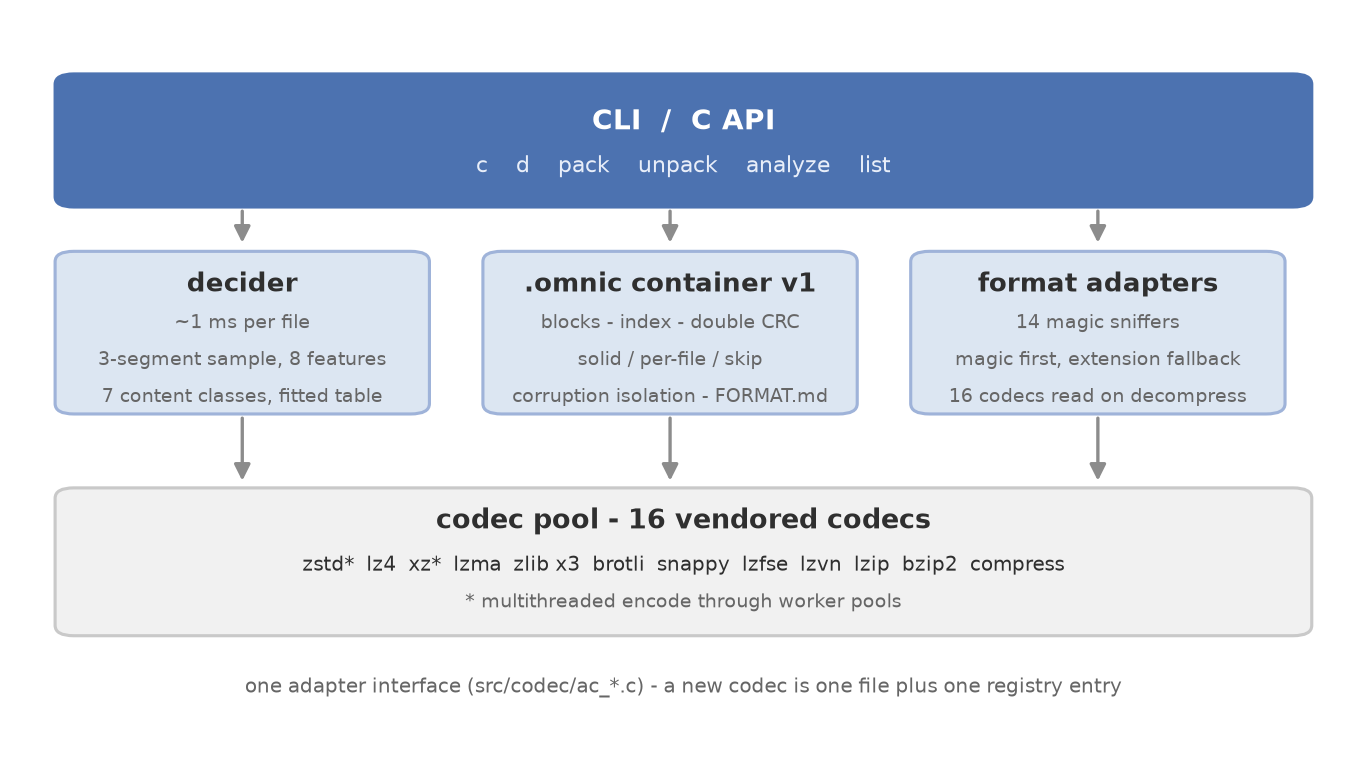 CLI / C API
c d pack unpack analyze list
decider
~1 ms per file
3-segment sample, 8 features
7 content classes, fitted table
.omnic container v1
blocks - index - double CRC
solid / per-file / skip
corruption isolation - FORMAT.md
format adapters
14 magic sniffers
magic first, extension fallback
16 codecs read on decompress
codec pool - 16 vendored codecs
zstd* lz4 xz* lzma zlib x3 brotli snappy lzfse lzvn lzip bzip2 compress
* multithreaded encode through worker pools
one adapter interface (src/codec/ac_*.c) - a new codec is one file plus one registry entry